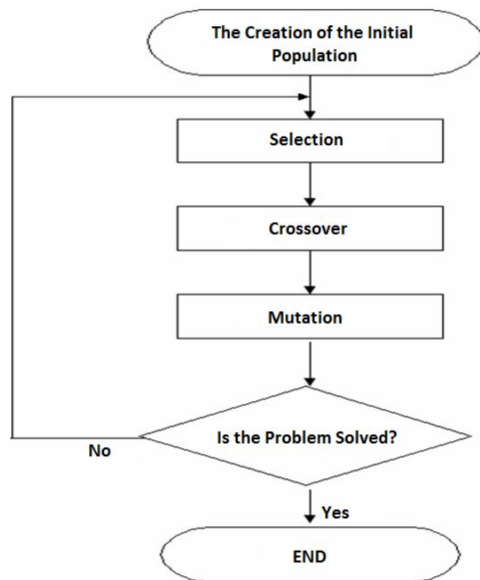 The Creation of the Initial
Population
Selection
Crossover
Mutation
Is the Problem Solved?
No
Yes
END